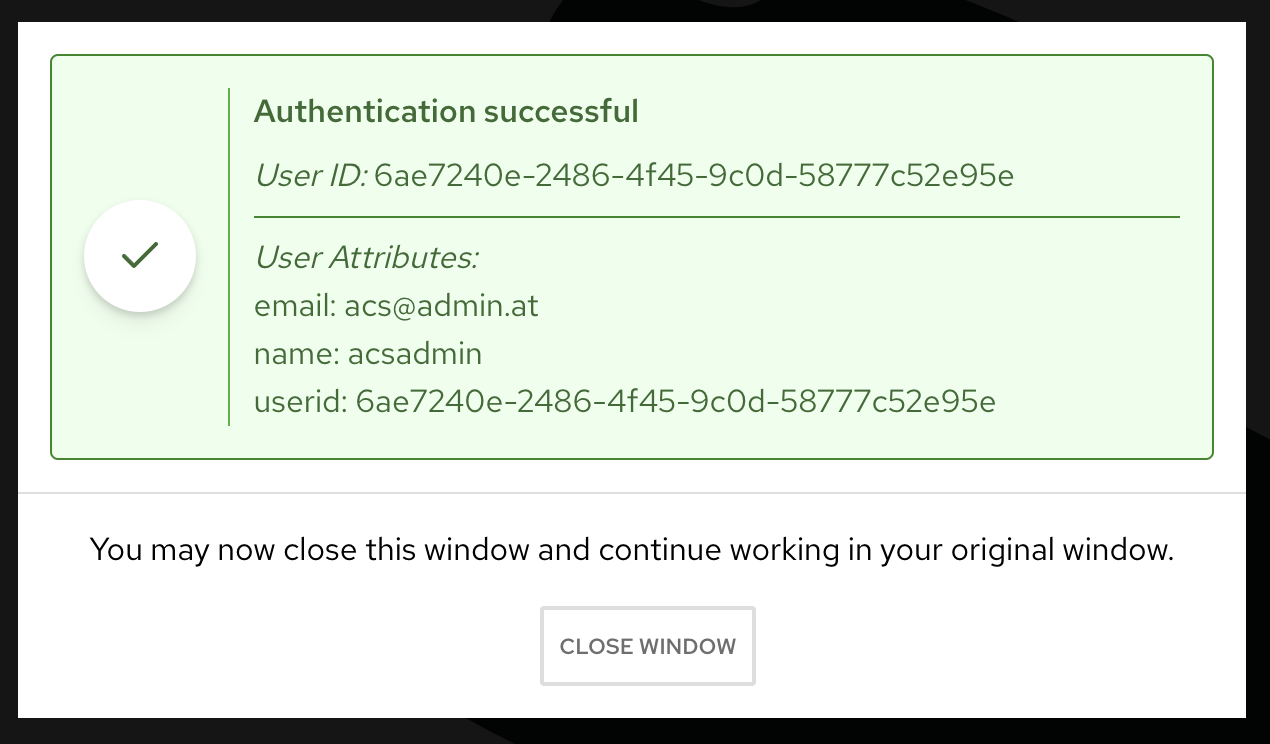 Authentication successful
User ID: 6ae7240e-2486-4f45-9c0d-58777c52e95e
User Attributes:
email: acs@admin.at
name: acsadmin
userid: 6ae7240e-2486-4f45-9c0d-58777c52e95e
You may now close this window and continue working in your original window.
CLOSE WINDOW